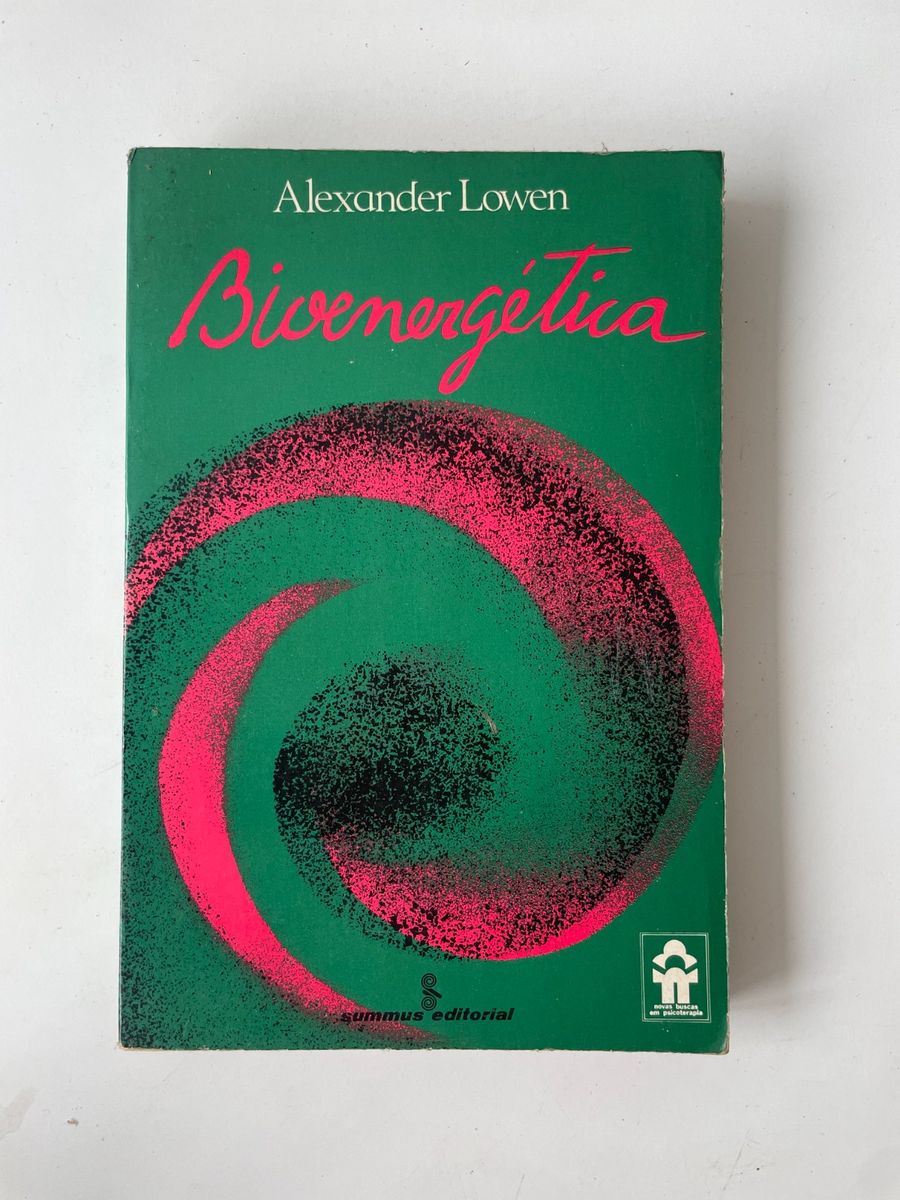 Alexander Lowen
Bioenergética
summus editorial
novas buscas
em psicoterapia